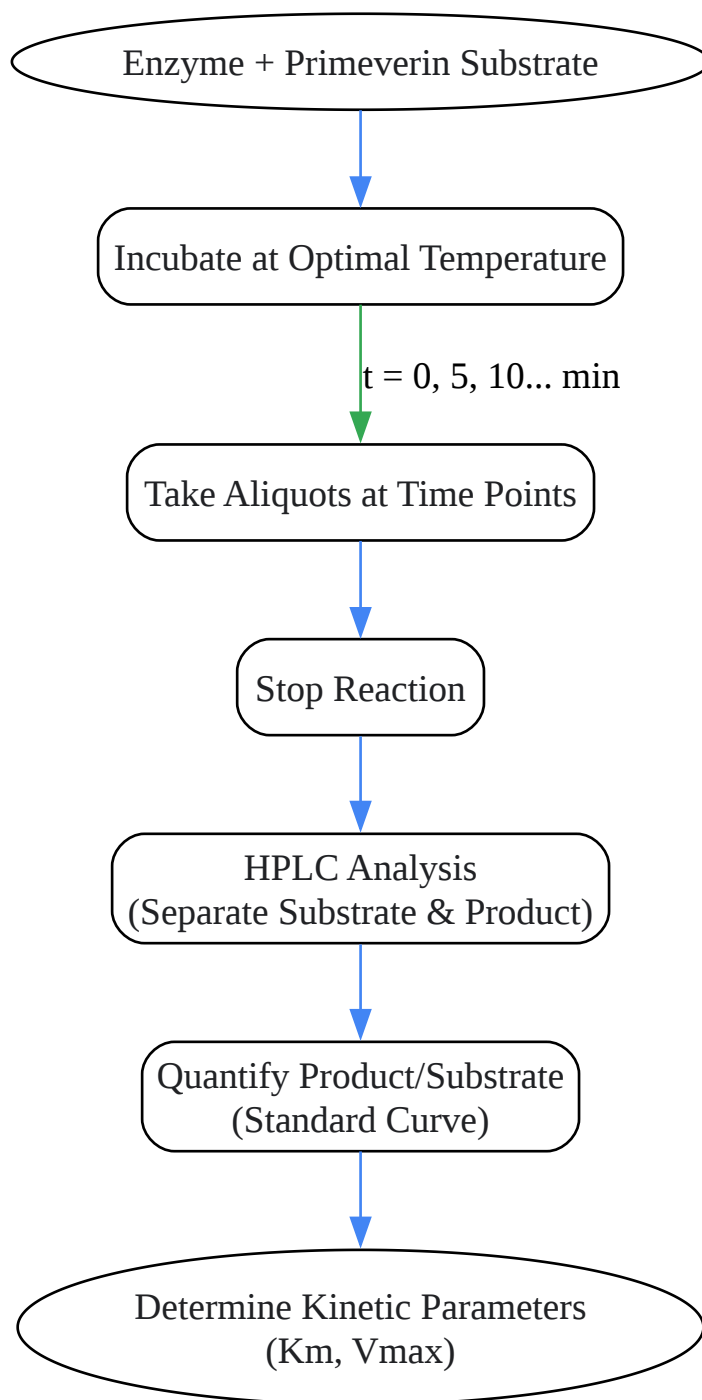 Enzyme + Primeverin Substrate
Incubate at Optimal Temperature
t = 0, 5, 10... min
Take Aliquots at Time Points
Stop Reaction
HPLC Analysis
(Separate Substrate & Product)
Quantify Product/Substrate
(Standard Curve)
Determine Kinetic Parameters
(Km, Vmax)